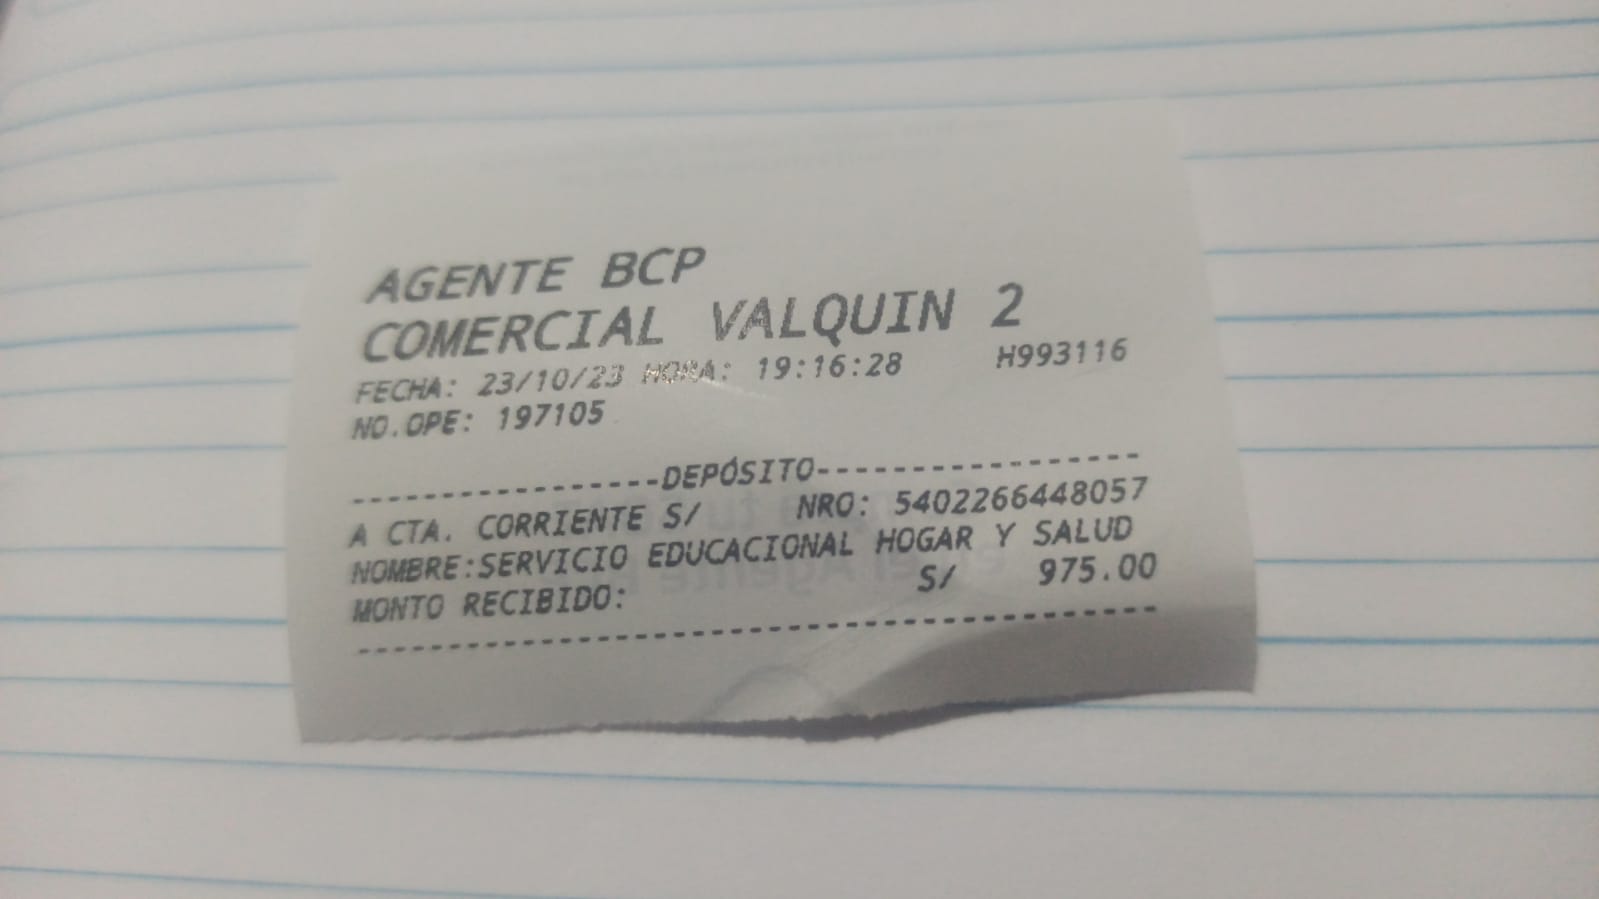 AGENTE BCP
COMERCIAL VALQUIN 2
FECHA: 23/10/23 HORA: 19:16:28 H993116
NO.OPE: 197105
-----------------DEPÓSITO-----------------
A CTA. CORRIENTE S/ NRO: 5402266448057
NOMBRE:SERVICIO EDUCACIONAL HOGAR Y SALUD
MONTO RECIBIDO: S/ 975.00
------------------------------------------